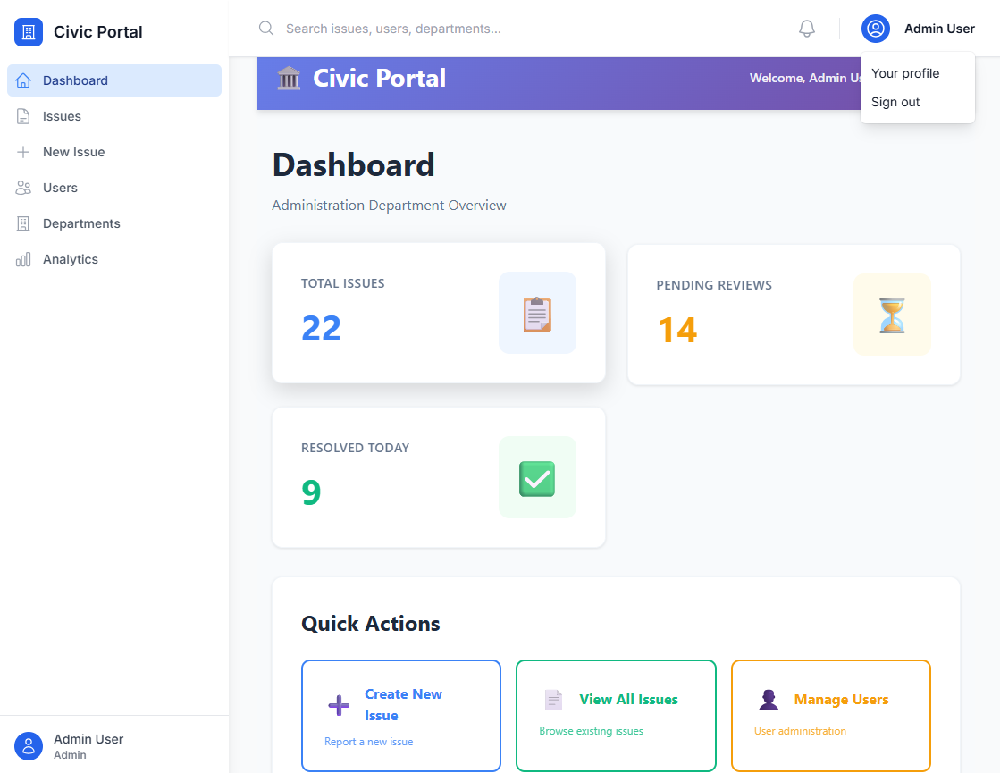 Civic Portal
Dashboard
Issues
New Issue
Users
Departments
Analytics
Admin User
Admin
Search issues, users, departments...
Admin User
Your profile
Sign out
Civic Portal
Welcome, Admin Us
Dashboard
Administration Department Overview
TOTAL ISSUES
22
PENDING REVIEWS
14
RESOLVED TODAY
9
Quick Actions
Create New
Issue
Report a new issue
View All Issues
Browse existing issues
Manage Users
User administration